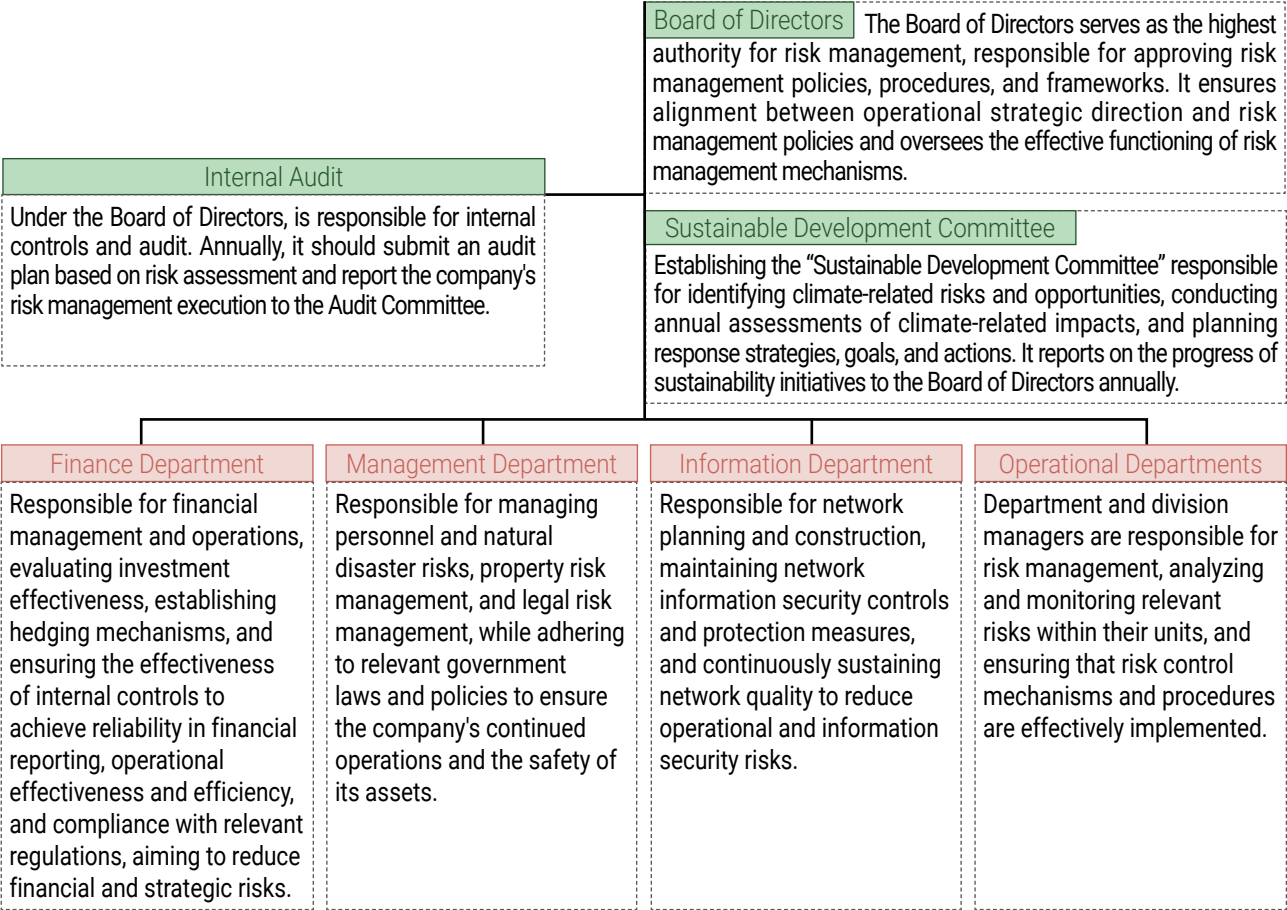 Board of Directors The Board of Directors serves as the highest
authority for risk management, responsible for approving risk
management policies, procedures, and frameworks. It ensures
alignment between operational strategic direction and risk
management policies and oversees the effective functioning of risk
management mechanisms.
Internal Audit
Under the Board of Directors, is responsible for internal
controls and audit. Annually, it should submit an audit
plan based on risk assessment and report the company's
risk management execution to the Audit Committee.
Sustainable Development Committee
Establishing the “Sustainable Development Committee” responsible
for identifying climate-related risks and opportunities, conducting
annual assessments of climate-related impacts, and planning
response strategies, goals, and actions. It reports on the progress of
sustainability initiatives to the Board of Directors annually.
Finance Department
Responsible for financial
management and operations,
evaluating investment
effectiveness, establishing
hedging mechanisms, and
ensuring the effectiveness
of internal controls to
achieve reliability in financial
reporting, operational
effectiveness and efficiency,
and compliance with relevant
regulations, aiming to reduce
financial and strategic risks.
Management Department
Responsible for managing
personnel and natural
disaster risks, property risk
management, and legal risk
management, while adhering
to relevant government
laws and policies to ensure
the company's continued
operations and the safety of
its assets.
Information Department
Responsible for network
planning and construction,
maintaining network
information security controls
and protection measures,
and continuously sustaining
network quality to reduce
operational and information
security risks.
Operational Departments
Department and division
managers are responsible for
risk management, analyzing
and monitoring relevant
risks within their units, and
ensuring that risk control
mechanisms and procedures
are effectively implemented.